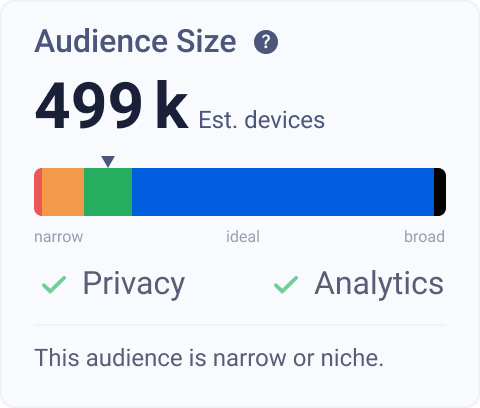 Audience Size ?
499 k Est. devices
narrow ideal broad
Privacy Analytics
This audience is narrow or niche.